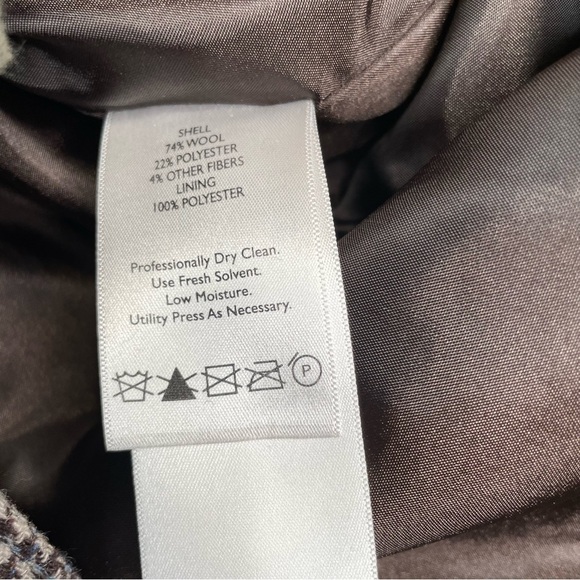 SHELL
74% WOOL
22% POLYESTER
4% OTHER FIBERS
LINING
100% POLYESTER
Professionally Dry Clean.
Use Fresh Solvent.
Low Moisture.
Utility Press As Necessary.
P